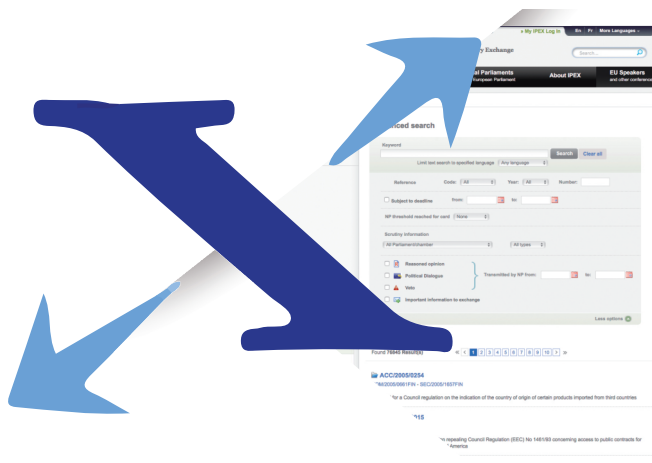 » My IPEX Log In En Fr More Languages
y Exchange
Search...
al Parliaments About IPEX EU Speakers
European Parliament and other conference
nced search
Keyword
Search Clear all
Limit text search to specified language Any language
Reference Code: All Year: All Number:
Subject to deadline from: to:
NP threshold reached for card None
Scrutiny information
All Parliament/chamber All types
Reasoned opinion
Political Dialogue Transmitted by NP from: to:
Veto
Important information to exchange
Less options
Found 76845 Result(s) « < 1 2 3 4 5 6 7 8 9 10 > »
ACC/2005/0254
M/2005/0661FIN - SEC/2005/1657FIN
for a Council regulation on the indication of the country of origin of certain products imported from third countries
015
n repealing Council Regulation (EEC) No 1461/93 concerning access to public contracts for
America